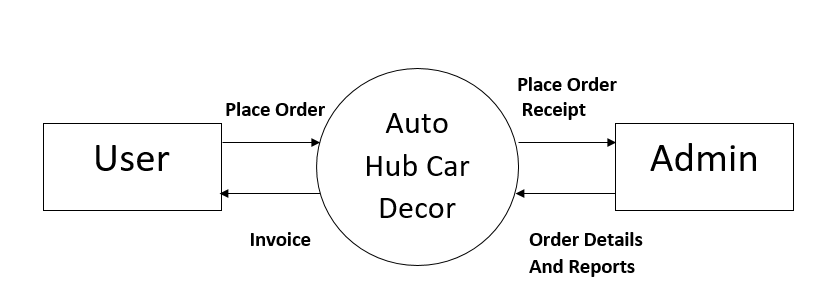 Place Order
Place Order
Receipt
User
Auto
Hub Car
Decor
Admin
Invoice
Order Details
And Reports